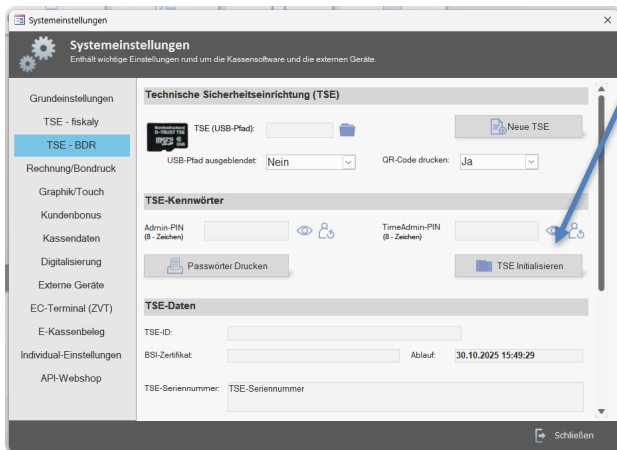 Systemeinstellungen
Systemeinstellungen
Enthält wichtige Einstellungen rund um die Kassensoftware und die externen Geräte.
Grundeinstellungen
TSE - fiskaly
TSE - BDR
Rechnung/Bondruck
Graphik/Touch
Kundenbonus
Kassendaten
Digitalisierung
Externe Geräte
EC-Terminal (ZVT)
E-Kassenbeleg
Individual-Einstellungen
API-Webshop
Technische Sicherheitseinrichtung (TSE)
TSE (USB-Pfad):
Neue TSE
USB-Pfad ausgeblendet: Nein
QR-Code drucken: Ja
TSE-Kennwörter
Admin-PIN
(8 - Zeichen)
TimeAdmin-PIN
(8 - Zeichen)
Passwörter Drucken
TSE Initialisieren
TSE-Daten
TSE-ID:
BSI-Zertifikat:
Ablauf: 30.10.2025 15:49:29
TSE-Seriennummer: TSE-Seriennummer
Schließen